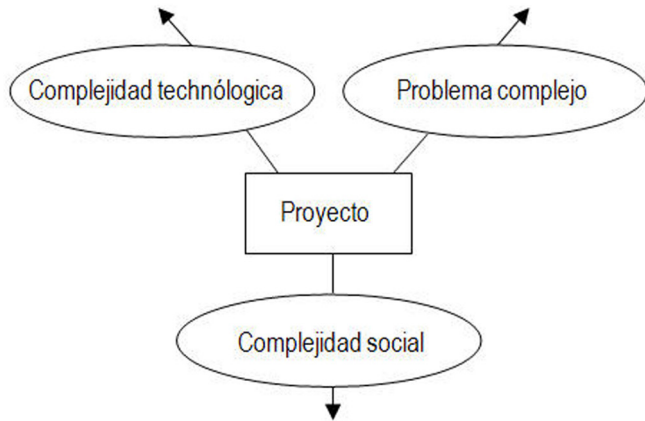 Complejidad technólogica
Problema complejo
Proyecto
Complejidad social